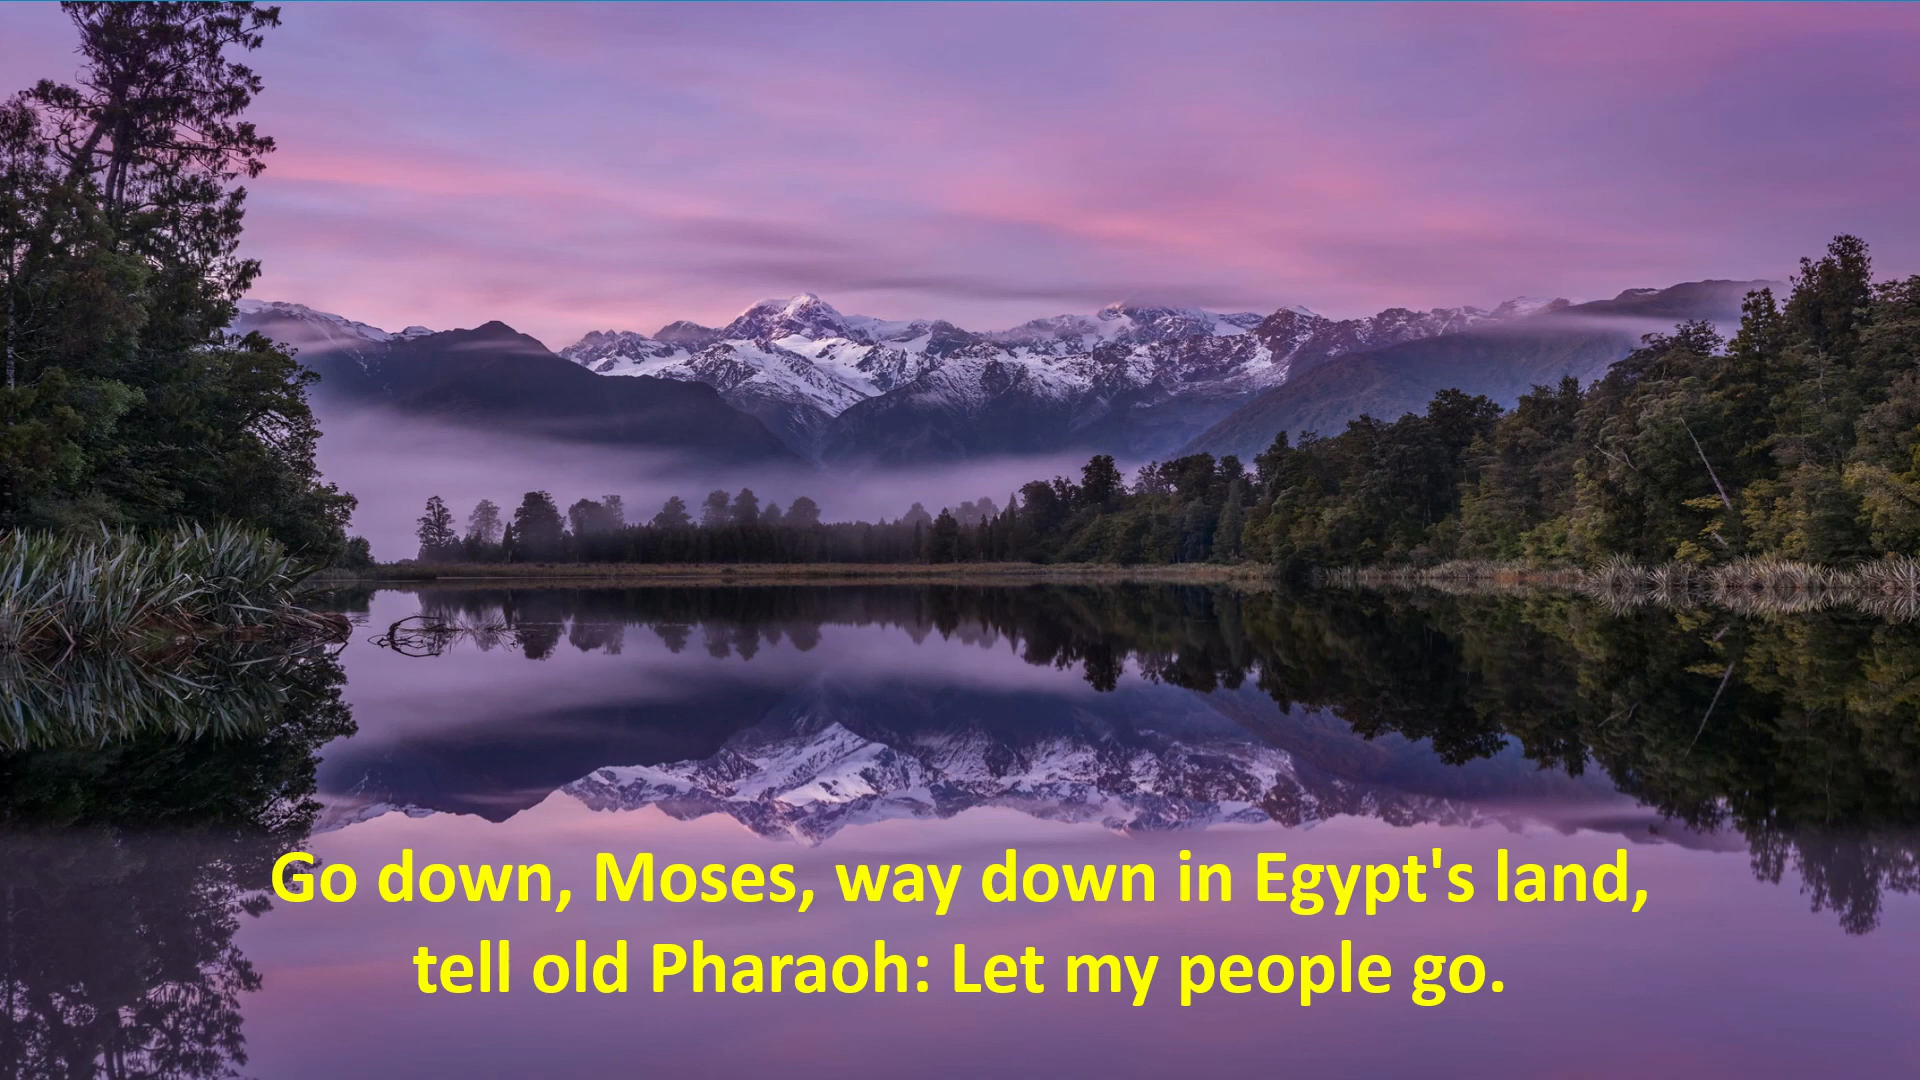 Go down, Moses, way down in Egypt's land,
tell old Pharaoh: Let my people go.